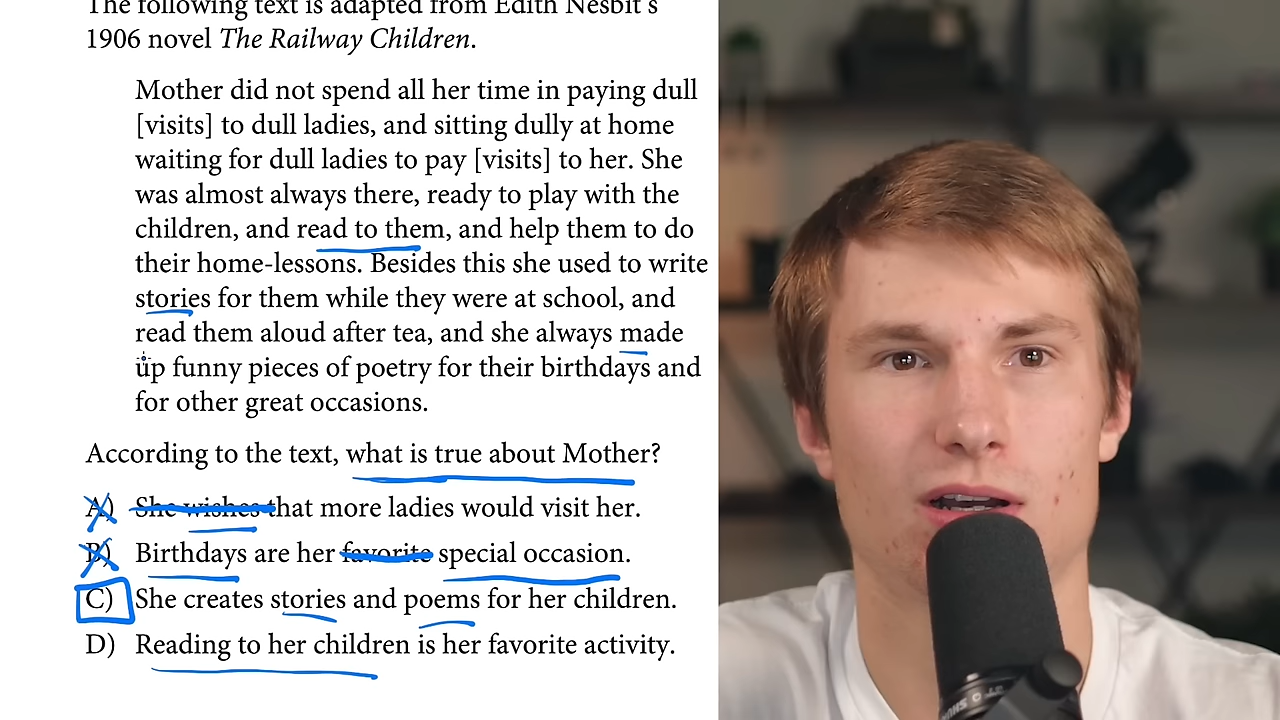 The following text is adapted from Edith Nesbit's
1906 novel The Railway Children.
Mother did not spend all her time in paying dull
[visits] to dull ladies, and sitting dully at home
waiting for dull ladies to pay [visits] to her. She
was almost always there, ready to play with the
children, and read to them, and help them to do
their home-lessons. Besides this she used to write
stories for them while they were at school, and
read them aloud after tea, and she always made
up funny pieces of poetry for their birthdays and
for other great occasions.
According to the text, what is true about Mother?
A) She wishes that more ladies would visit her.
B) Birthdays are her favorite special occasion.
C) She creates stories and poems for her children.
D) Reading to her children is her favorite activity.